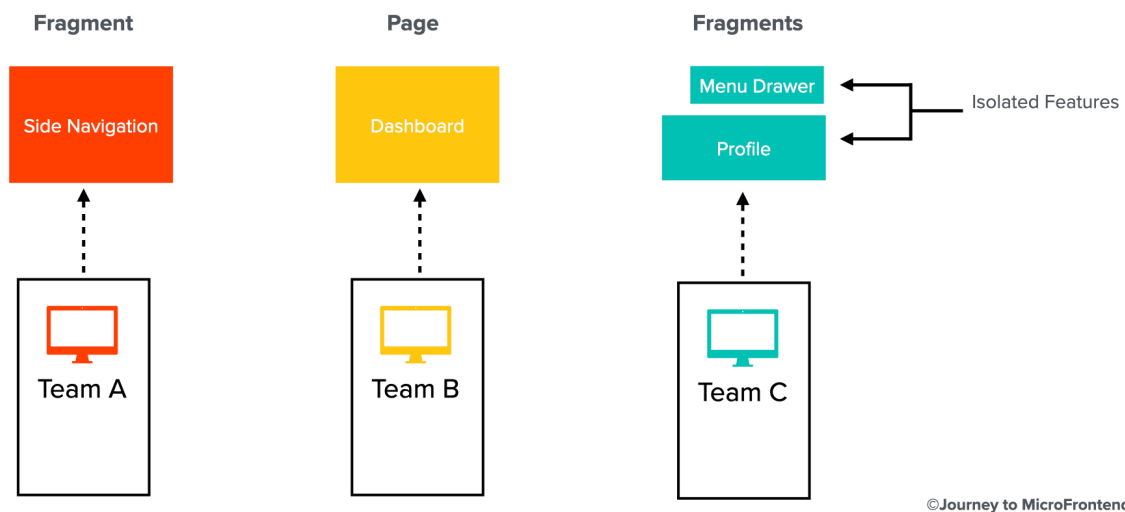 Fragment
Page
Fragments
Side Navigation
Dashboard
Menu Drawer
Profile
Isolated Features
Team A
Team B
Team C
©Journey to MicroFrontend